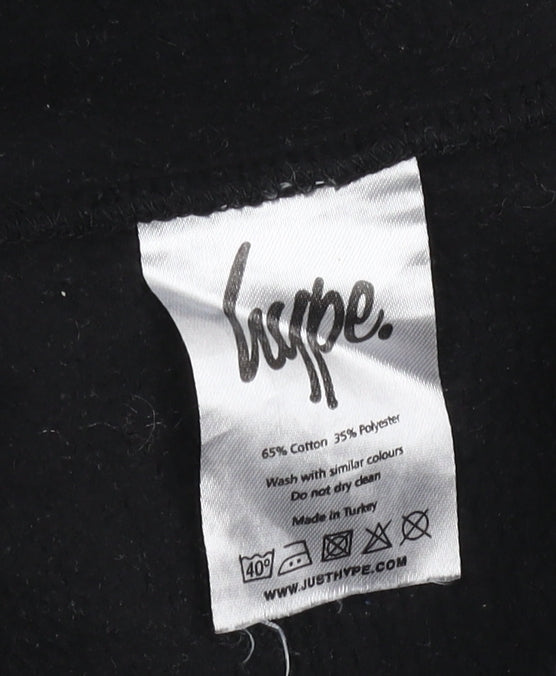 hype.
65% Cotton 35% Polyester
Wash with similar colours
Do not dry clean
Made in Turkey
40°
WWW.JUSTHYPE.COM